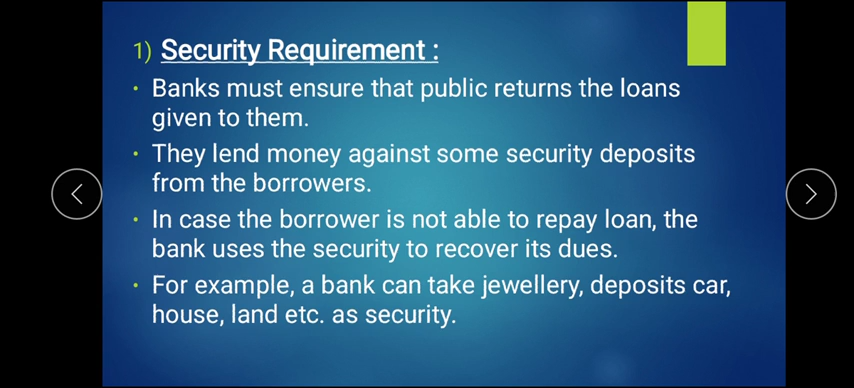 1) Security Requirement :
• Banks must ensure that public returns the loans
given to them.
• They lend money against some security deposits
from the borrowers.
• In case the borrower is not able to repay loan, the
bank uses the security to recover its dues.
• For example, a bank can take jewellery, deposits car,
house, land etc. as security.